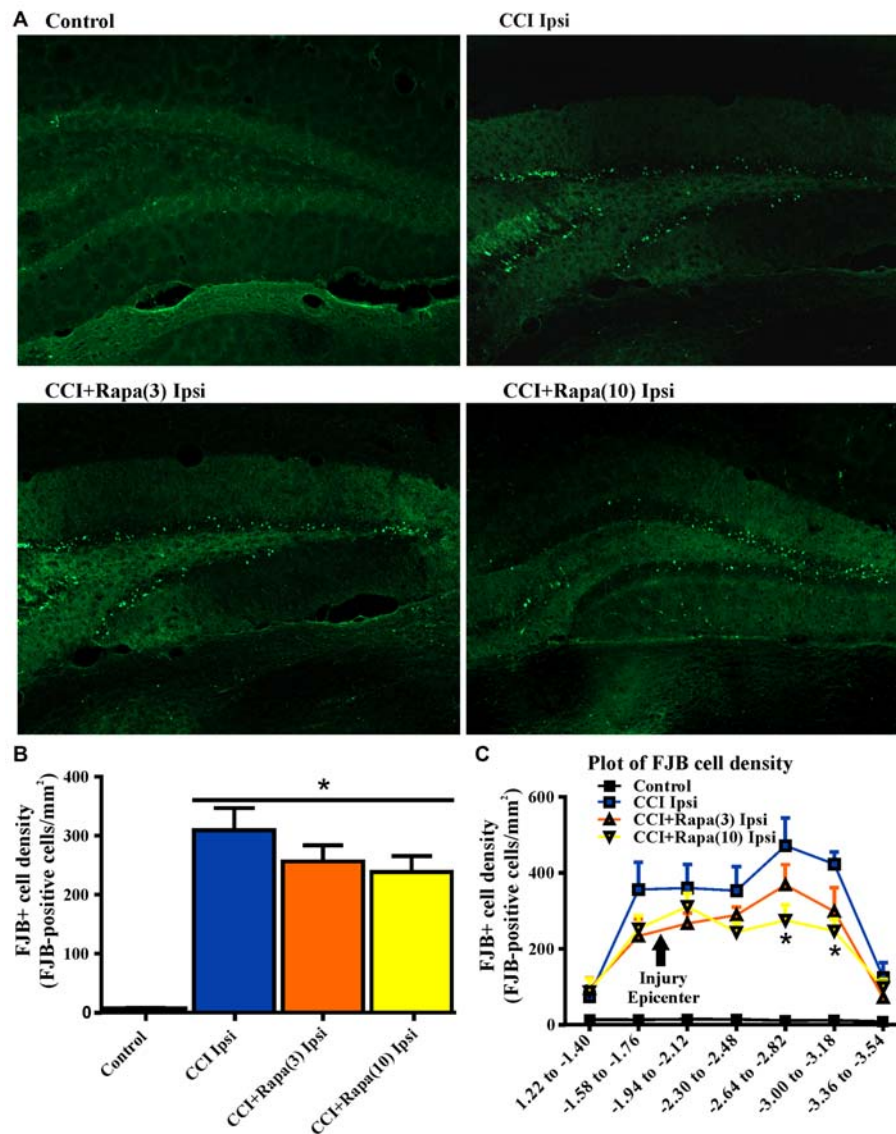 A
Control
CCI Ipsi
CCI+Rapa(3) Ipsi
CCI+Rapa(10) Ipsi
B
FJB+ cell density
(FJB-positive cells/mm²)
400
300
200
100
0
*
Control
CCI Ipsi
CCI+Rapa(3) Ipsi
CCI+Rapa(10) Ipsi
C
Plot of FJB cell density
Control
CCI Ipsi
CCI+Rapa(3) Ipsi
CCI+Rapa(10) Ipsi
FJB+ cell density
(FJB-positive cells/mm²)
600
400
200
0
Injury
Epicenter
*
*
1.22 to -1.40
-1.58 to -1.76
-1.94 to -2.12
-2.30 to -2.48
-2.64 to -2.82
-3.00 to -3.18
-3.36 to -3.54